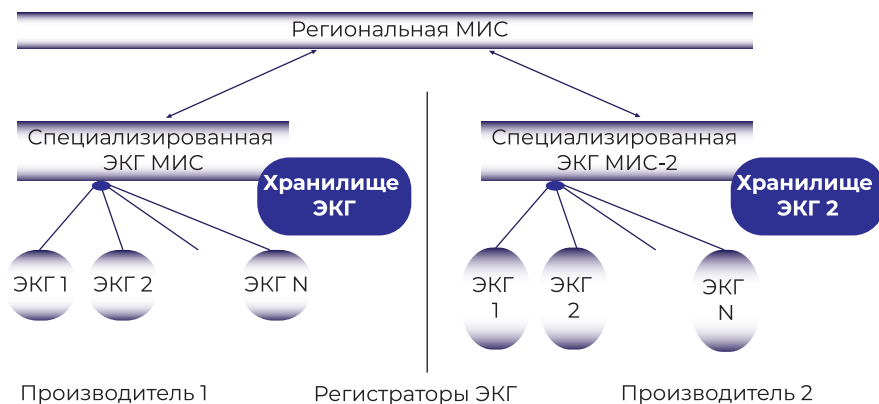 Региональная МИС
Специализированная
ЭКГ МИС
Хранилище
ЭКГ
ЭКГ 1
ЭКГ 2
ЭКГ N
Специализированная
ЭКГ МИС-2
Хранилище
ЭКГ 2
ЭКГ
1
ЭКГ
2
ЭКГ
N
Производитель 1
Регистраторы ЭКГ
Производитель 2